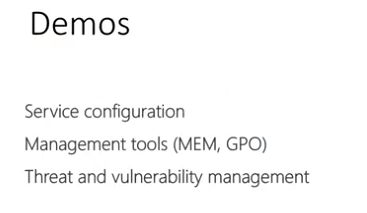 Demos
Service configuration
Management tools (MEM, GPO)
Threat and vulnerability management